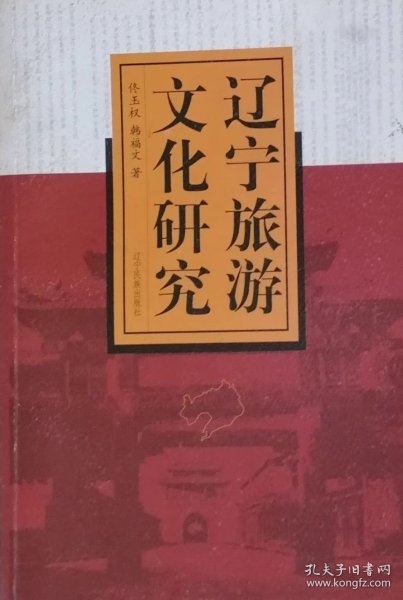 辽宁旅游
文化研究
佟玉权 韩福文 著
辽宁民族出版社
孔夫子旧书网
www.kongfz.com